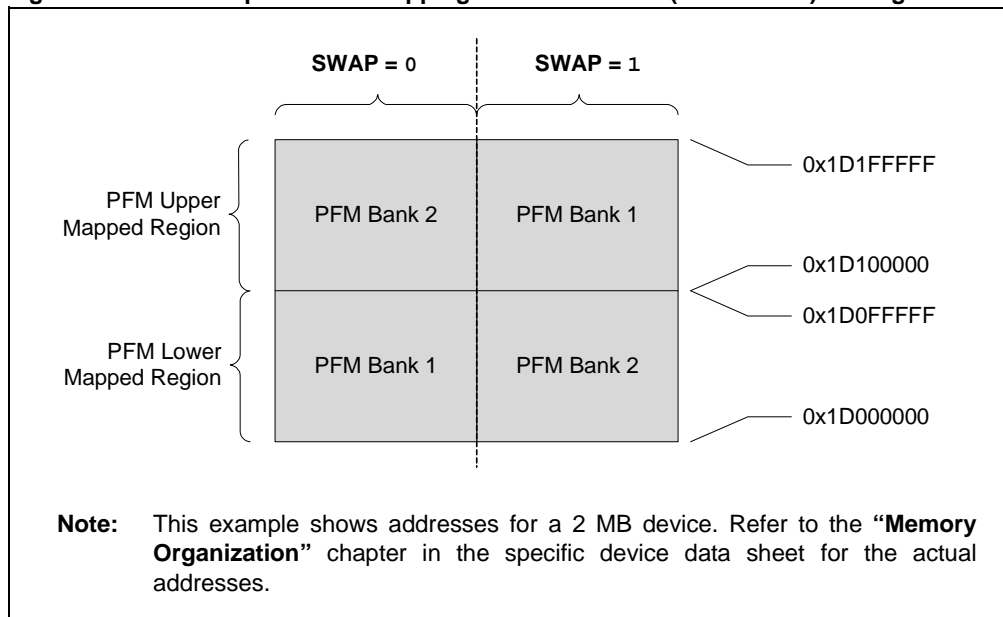 SWAP = 0 SWAP = 1
0x1D1FFFFF
PFM Upper
Mapped Region
PFM Bank 2 PFM Bank 1
0x1D100000
0x1D0FFFFF
PFM Lower
Mapped Region
PFM Bank 1 PFM Bank 2
0x1D000000
Note: This example shows addresses for a 2 MB device. Refer to the “Memory
Organization” chapter in the specific device data sheet for the actual
addresses.